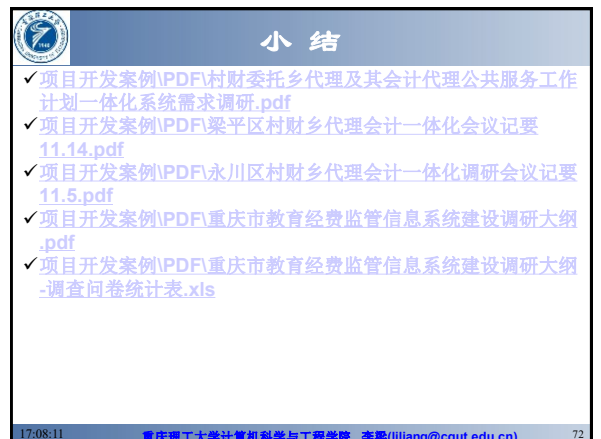 小 结
✓项目开发案例\PDF\村财委托乡代理及其会计代理公共服务工作
计划一体化系统需求调研.pdf
✓项目开发案例\PDF\梁平区村财乡代理会计一体化会议记要
11.14.pdf
✓项目开发案例\PDF\永川区村财乡代理会计一体化调研会议记要
11.5.pdf
✓项目开发案例\PDF\重庆市教育经费监管信息系统建设调研大纲
.pdf
✓项目开发案例\PDF\重庆市教育经费监管信息系统建设调研大纲
-调查问卷统计表.xls
17:08:11 重庆理工大学计算机科学与工程学院 李梁(liliang@cqut.edu.cn) 72